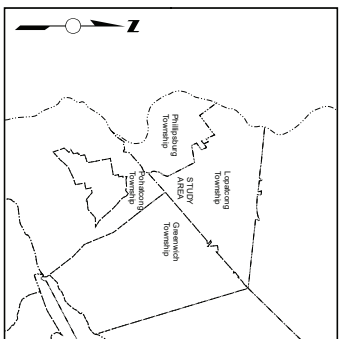 Z
Phillipsburg
Township
Lopatcong
Township
STUDY
AREA
Pohatcong
Township
Greenwich
Township